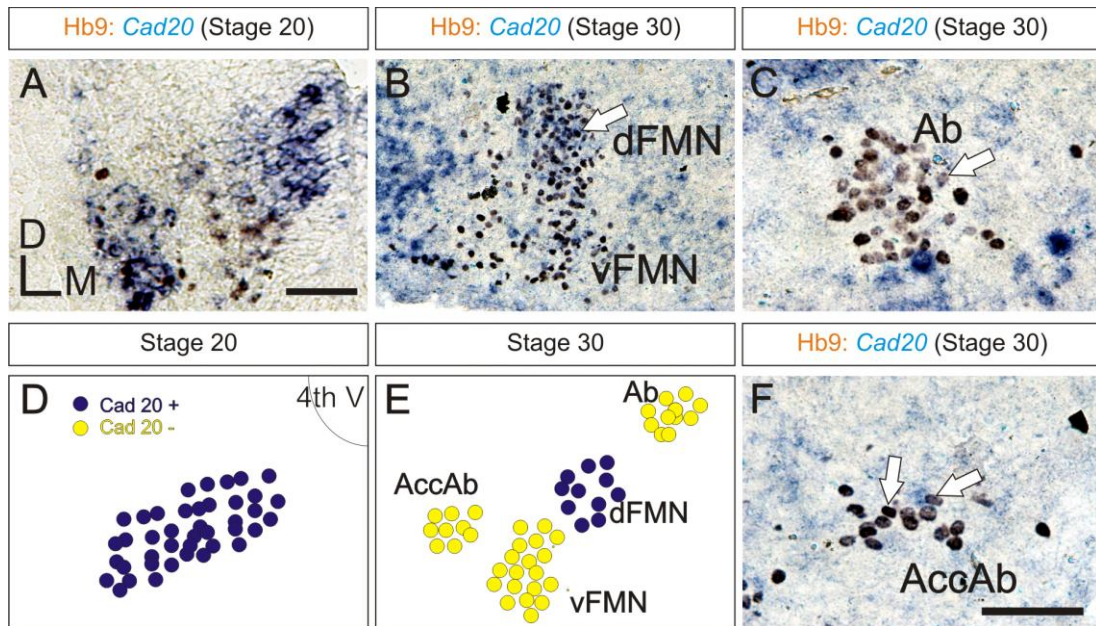 Hb9: Cad20 (Stage 20)
Hb9: Cad20 (Stage 30)
Hb9: Cad20 (Stage 30)
A
D
M
B
dFMN
vFMN
C
Ab
Stage 20
Stage 30
Hb9: Cad20 (Stage 30)
D
Cad 20 +
Cad 20 -
4th V
E
Ab
AccAb
dFMN
vFMN
F
AccAb